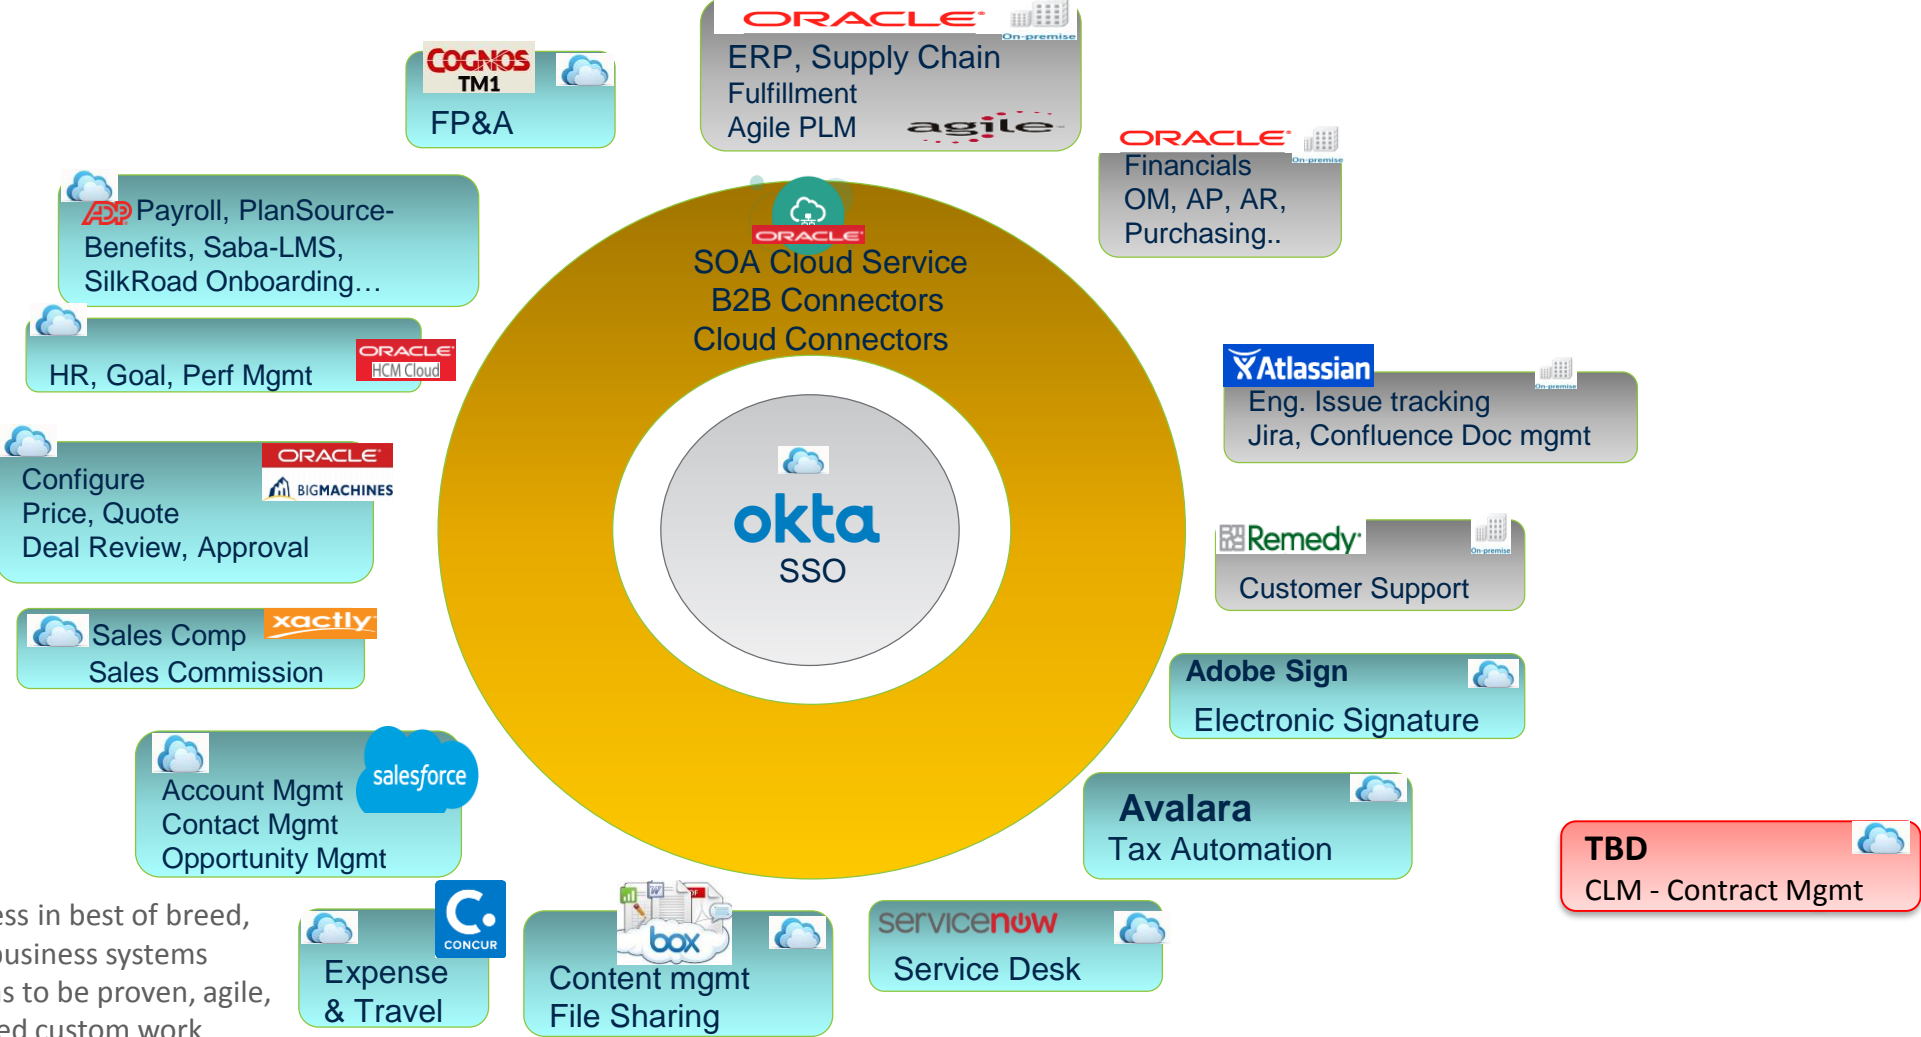 ORACLE
On-premise
ERP, Supply Chain
Fulfillment
Agile PLM
agile
COGNOS
TM1
FP&A
ORACLE
On-premise
Financials
OM, AP, AR,
Purchasing..
ADP Payroll, PlanSource-
Benefits, Saba-LMS,
SilkRoad Onboarding…
ORACLE
SOA Cloud Service
B2B Connectors
Cloud Connectors
HR, Goal, Perf Mgmt
ORACLE
HCM Cloud
Atlassian
On-premise
Eng. Issue tracking
Jira, Confluence Doc mgmt
ORACLE
BIGMACHINES
Configure
Price, Quote
Deal Review, Approval
okta
SSO
Remedy
On-premise
Customer Support
Sales Comp
xactly
Sales Commission
Adobe Sign
Electronic Signature
salesforce
Account Mgmt
Contact Mgmt
Opportunity Mgmt
Avalara
Tax Automation
TBD
CLM - Contract Mgmt
ess in best of breed,
business systems
s to be proven, agile,
ed custom work
C.
CONCUR
Expense
& Travel
W
box
Content mgmt
File Sharing
servicenow
Service Desk